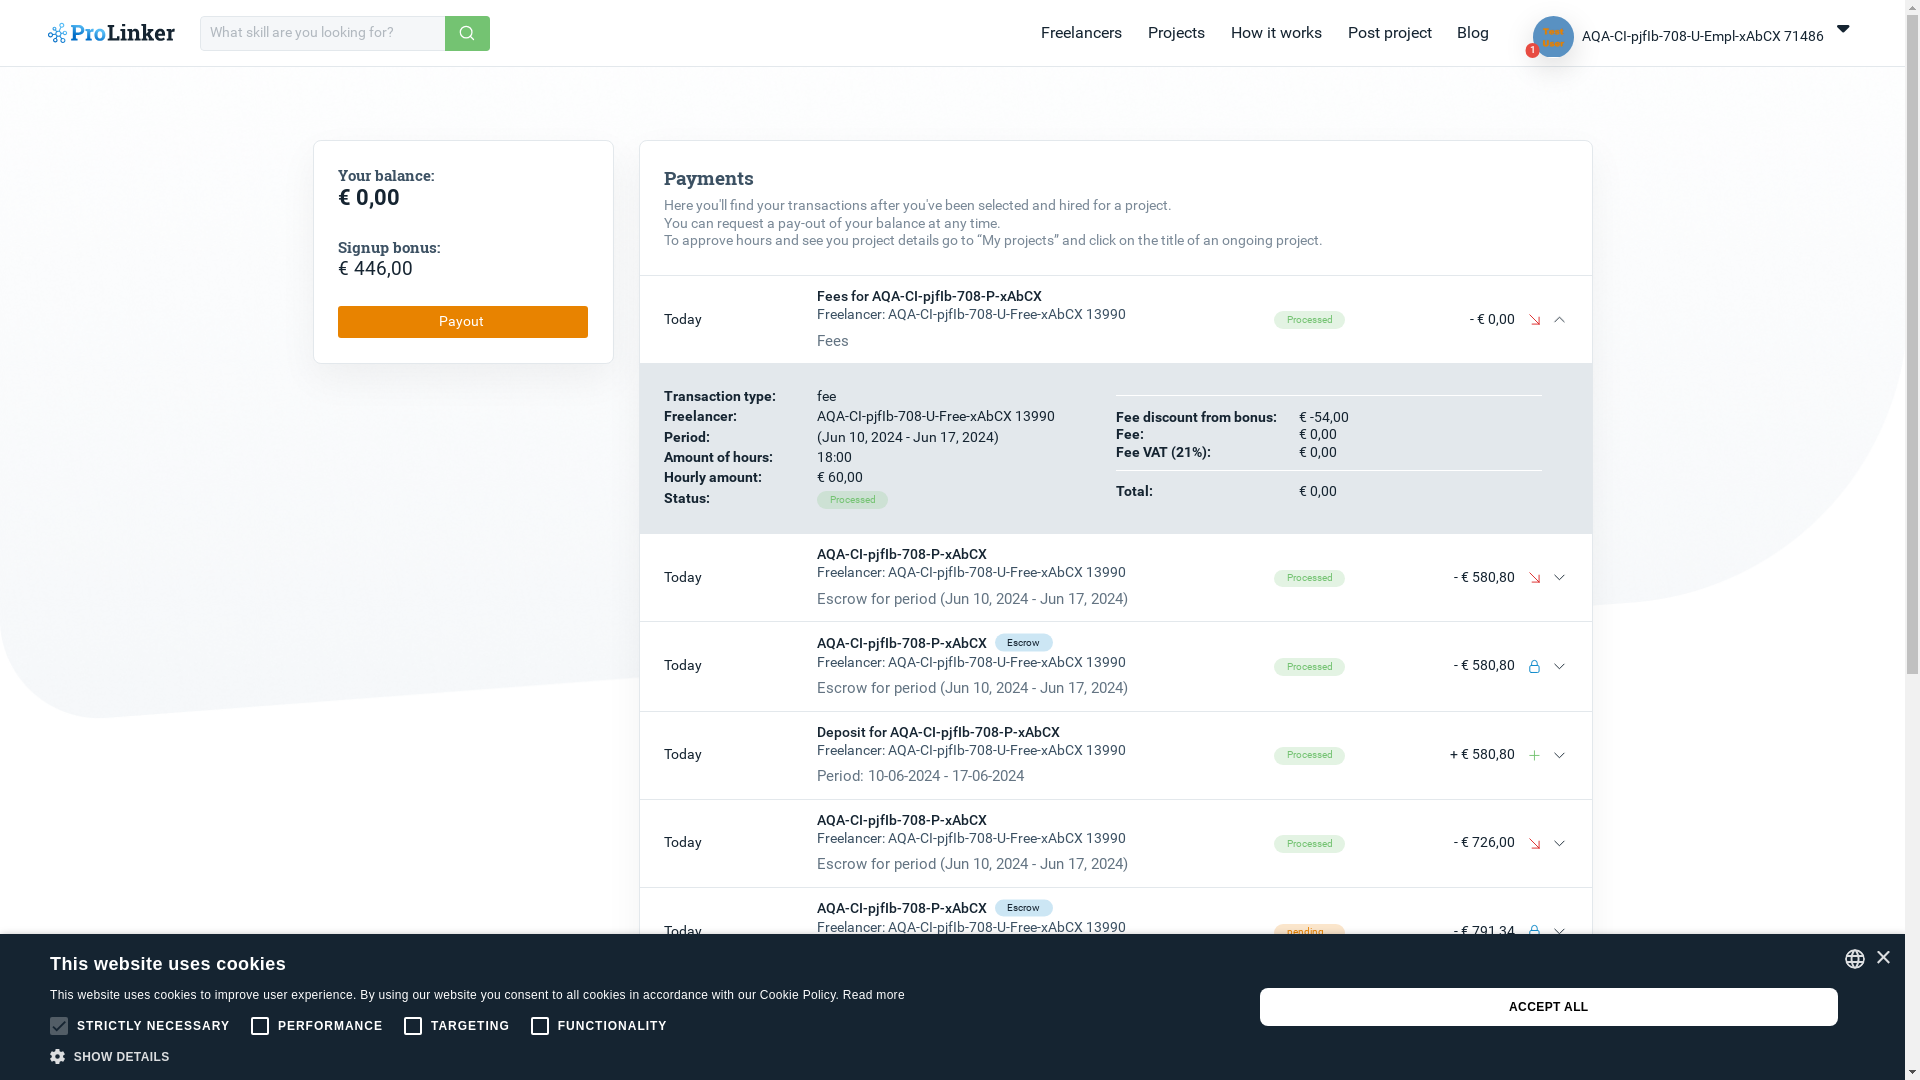 ProLinker
What skill are you looking for?
Freelancers
Projects
How it works
Post project
Blog
Test
User
1
AQA-CI-pjfIb-708-U-Empl-xAbCX 71486
Your balance:
€ 0,00
Signup bonus:
€ 446,00
Payout
Payments
Here you'll find your transactions after you've been selected and hired for a project.
You can request a pay-out of your balance at any time.
To approve hours and see you project details go to “My projects” and click on the title of an ongoing project.
Today
Fees for AQA-CI-pjfIb-708-P-xAbCX
Freelancer: AQA-CI-pjfIb-708-U-Free-xAbCX 13990
Fees
Processed
- € 0,00
Transaction type: fee
Freelancer: AQA-CI-pjfIb-708-U-Free-xAbCX 13990
Period: (Jun 10, 2024 - Jun 17, 2024)
Amount of hours: 18:00
Hourly amount: € 60,00
Status: Processed
Fee discount from bonus: € -54,00
Fee: € 0,00
Fee VAT (21%): € 0,00
Total: € 0,00
Today
AQA-CI-pjfIb-708-P-xAbCX
Freelancer: AQA-CI-pjfIb-708-U-Free-xAbCX 13990
Escrow for period (Jun 10, 2024 - Jun 17, 2024)
Processed
- € 580,80
Today
AQA-CI-pjfIb-708-P-xAbCX Escrow
Freelancer: AQA-CI-pjfIb-708-U-Free-xAbCX 13990
Escrow for period (Jun 10, 2024 - Jun 17, 2024)
Processed
- € 580,80
Today
Deposit for AQA-CI-pjfIb-708-P-xAbCX
Freelancer: AQA-CI-pjfIb-708-U-Free-xAbCX 13990
Period: 10-06-2024 - 17-06-2024
Processed
+ € 580,80
Today
AQA-CI-pjfIb-708-P-xAbCX
Freelancer: AQA-CI-pjfIb-708-U-Free-xAbCX 13990
Escrow for period (Jun 10, 2024 - Jun 17, 2024)
Processed
- € 726,00
Today
AQA-CI-pjfIb-708-P-xAbCX Escrow
Freelancer: AQA-CI-pjfIb-708-U-Free-xAbCX 13990
pending
- € 791,34
This website uses cookies
This website uses cookies to improve user experience. By using our website you consent to all cookies in accordance with our Cookie Policy. Read more
STRICTLY NECESSARY
PERFORMANCE
TARGETING
FUNCTIONALITY
SHOW DETAILS
ACCEPT ALL